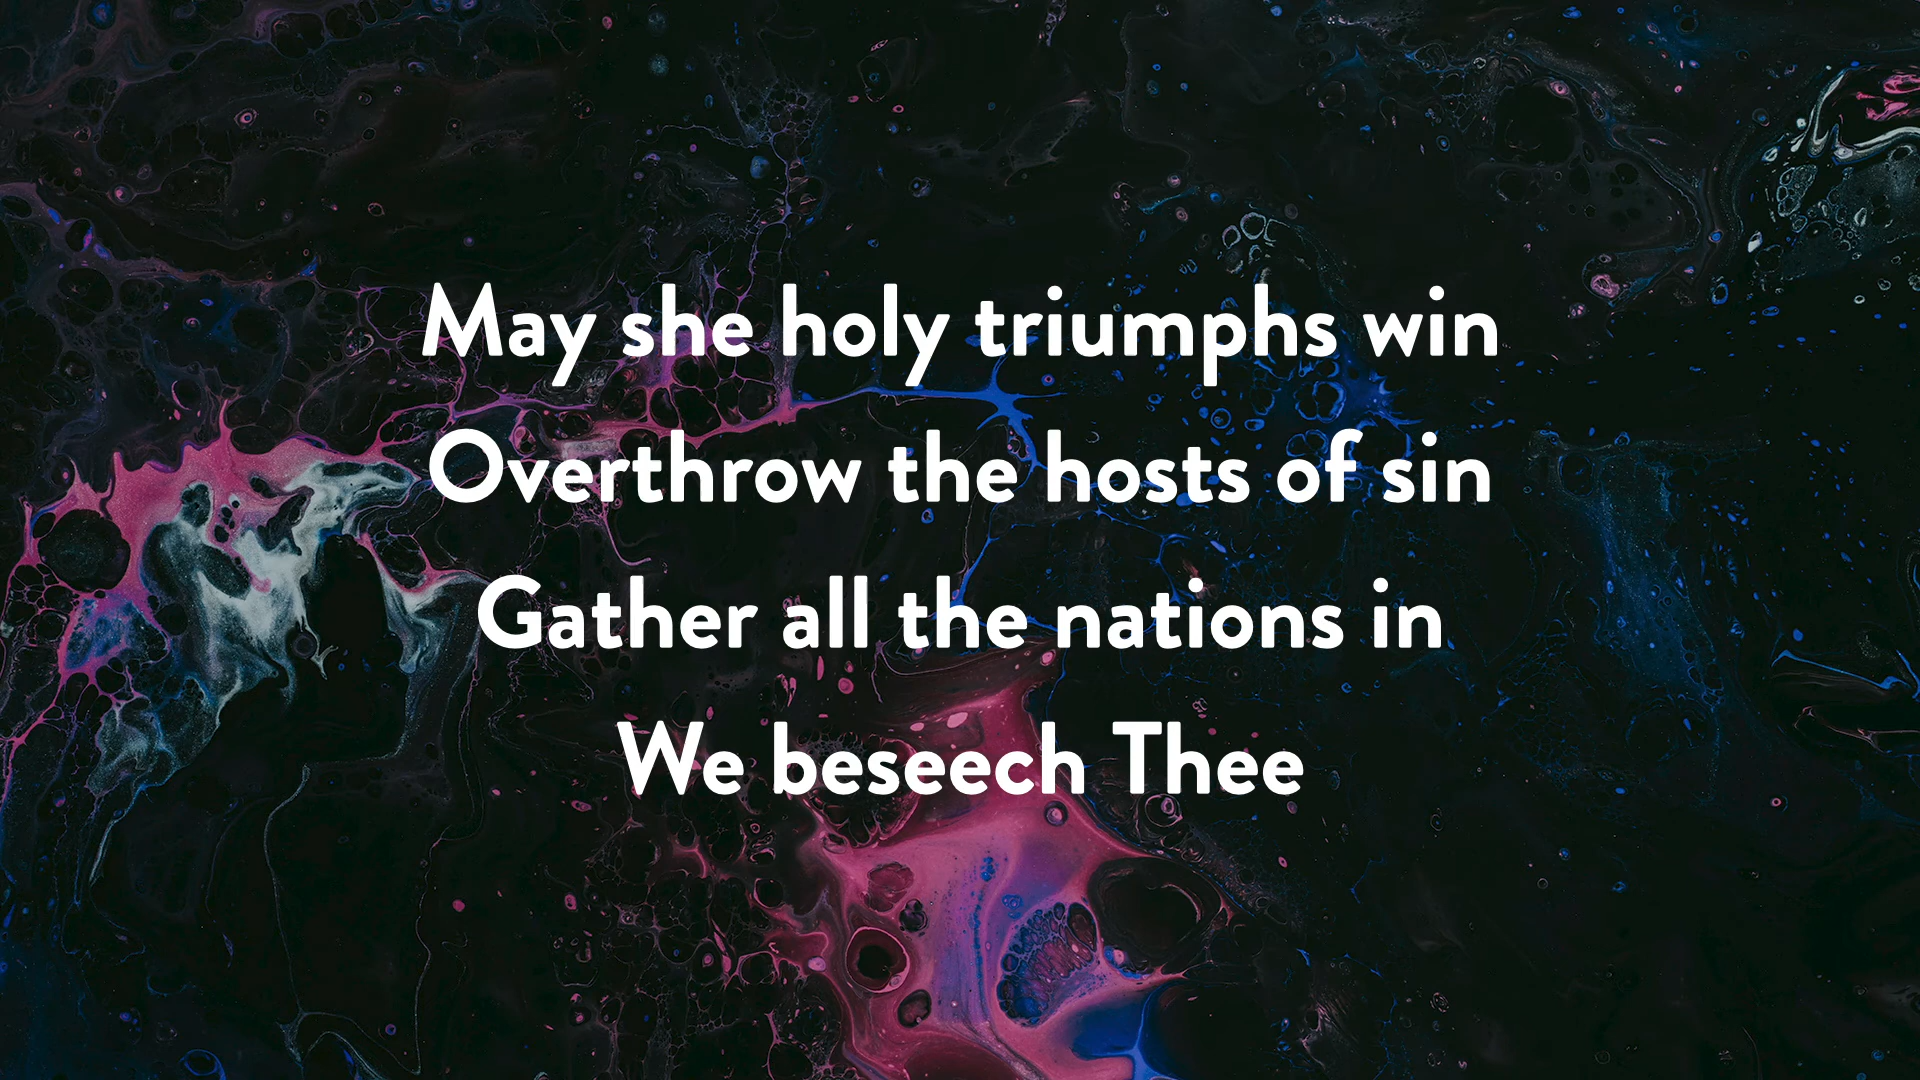 May she holy triumphs win
Overthrow the hosts of sin
Gather all the nations in
We beseech Thee